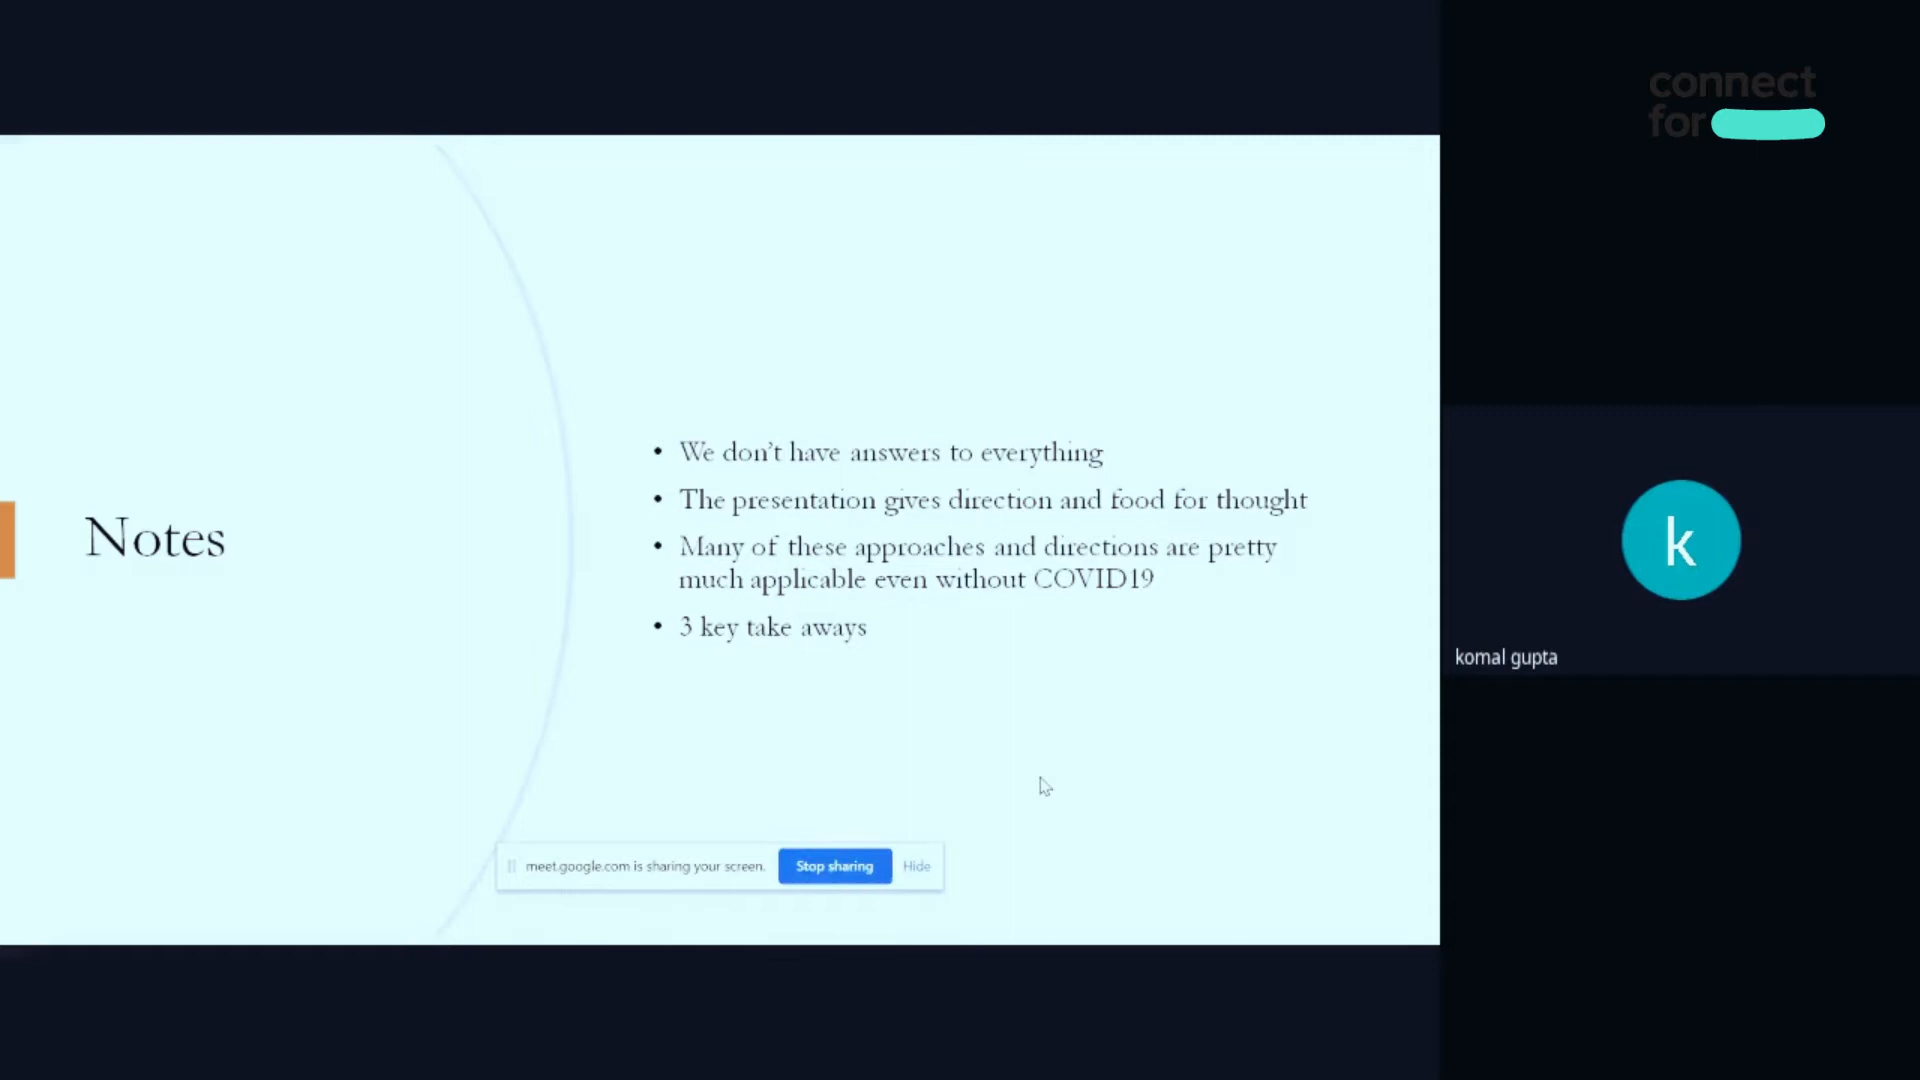 connect
for
Notes
• We don't have answers to everything
• The presentation gives direction and food for thought
• Many of these approaches and directions are pretty
much applicable even without COVID19
• 3 key take aways
k
komal gupta
meet.google.com is sharing your screen. Stop sharing Hide